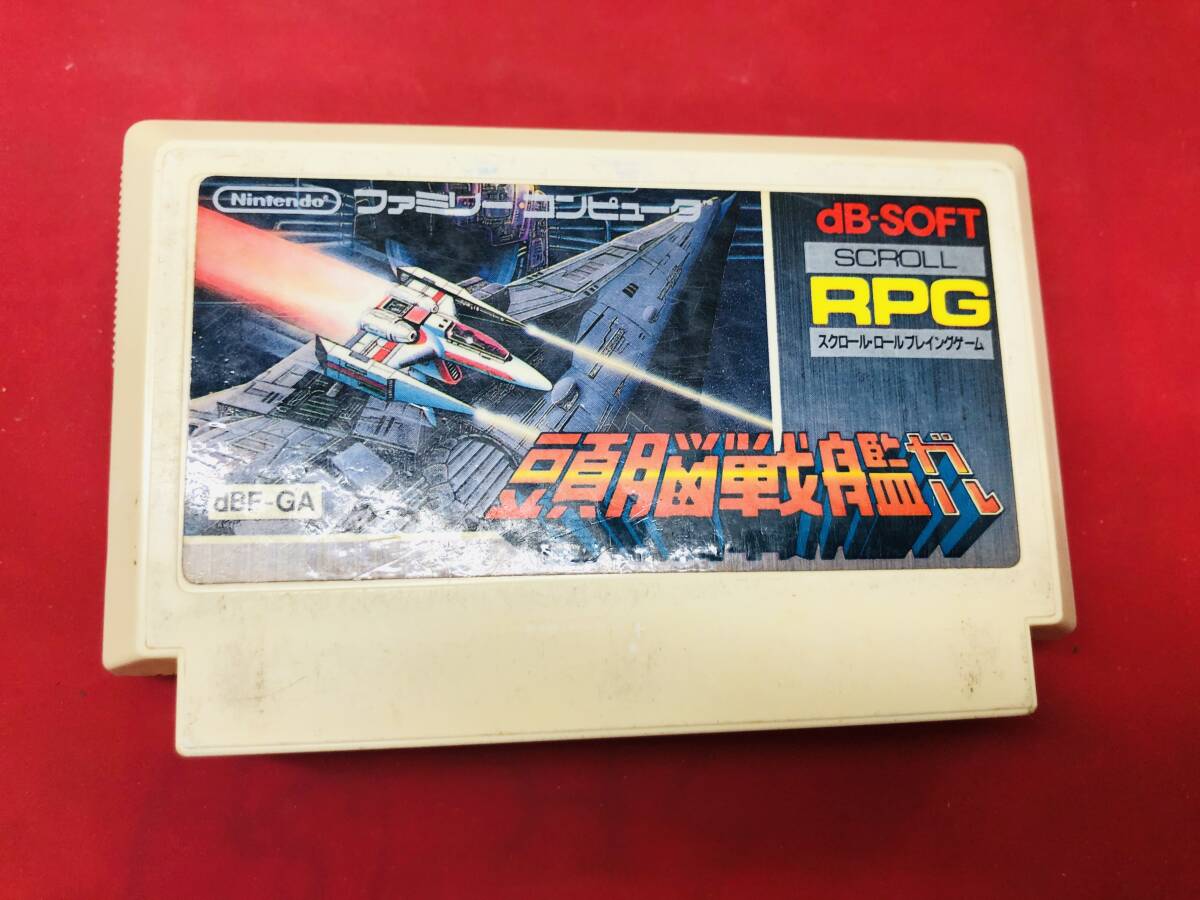 Nintendo® ファミリーコンピュータ
dB-SOFT
SCROLL
RPG
スクロール・ロールプレイングゲーム
頭脳戦艦ガル
dBF-GA